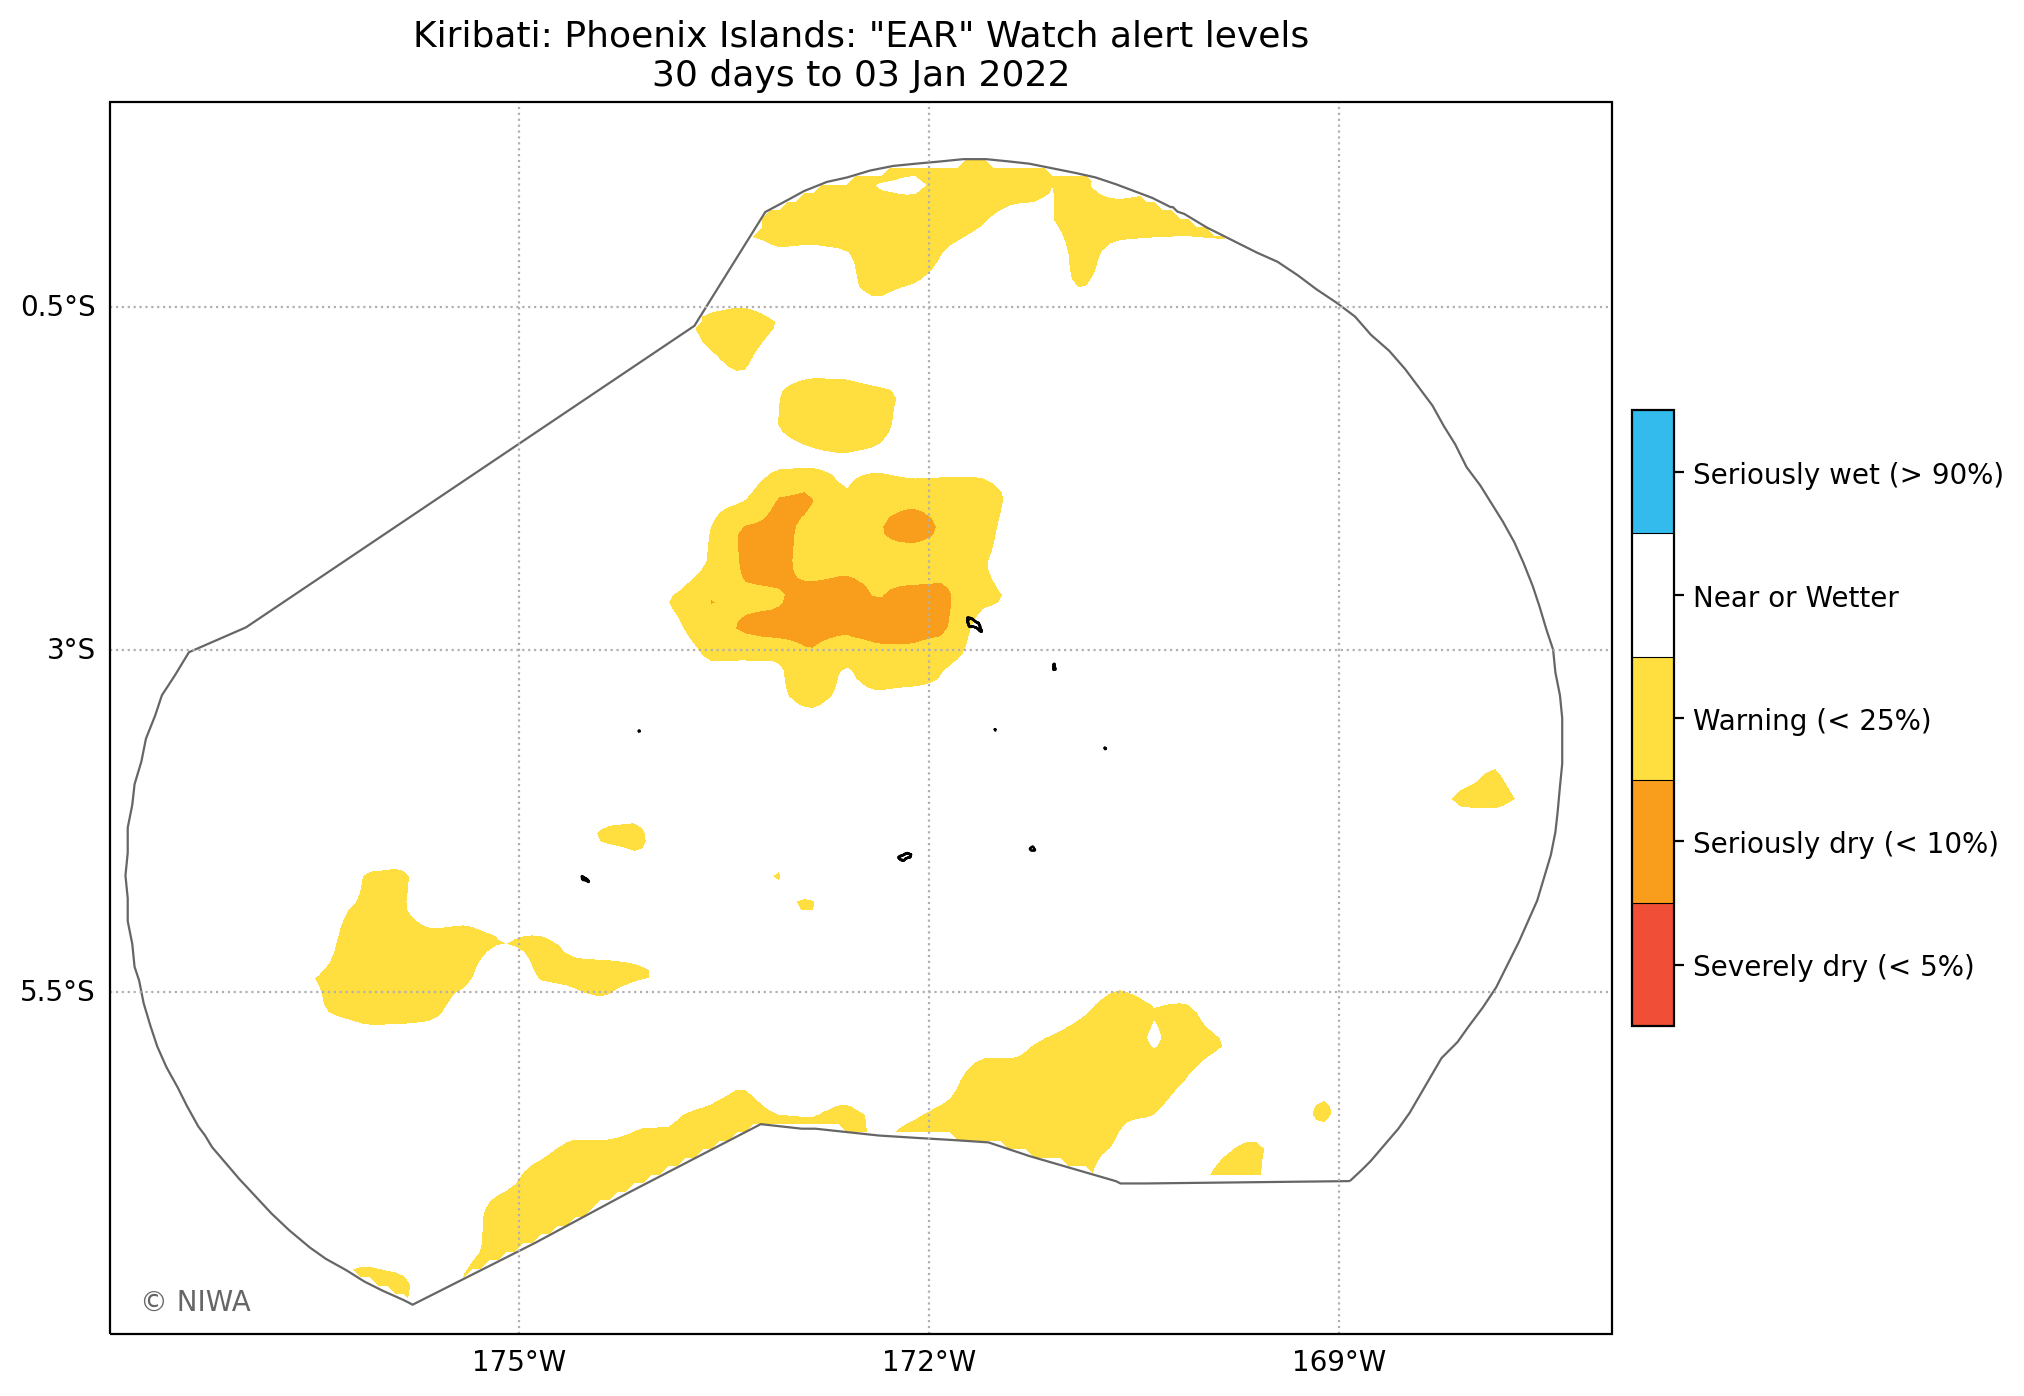 Kiribati: Phoenix Islands: "EAR" Watch alert levels
30 days to 03 Jan 2022
0.5°S
3°S
5.5°S
175°W
172°W
169°W
Seriously wet (> 90%)
Near or Wetter
Warning (< 25%)
Seriously dry (< 10%)
Severely dry (< 5%)
© NIWA